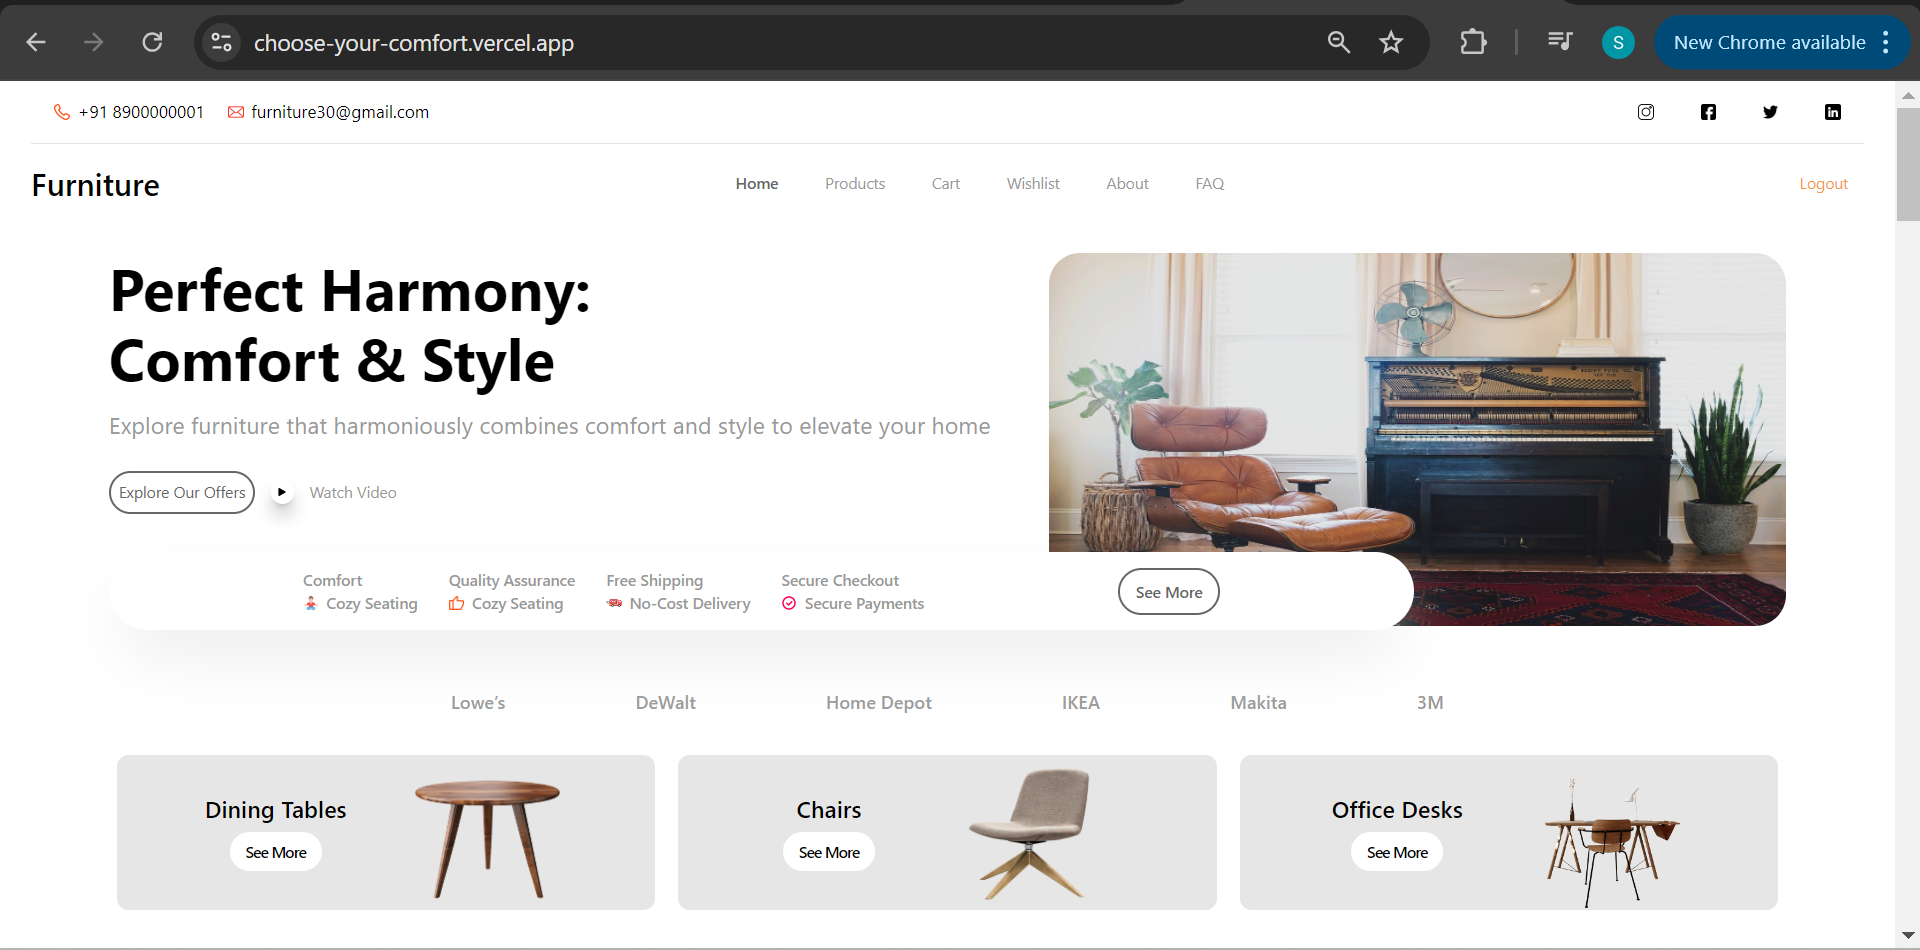 choose-your-comfort.vercel.app
S
New Chrome available
+91 8900000001
furniture30@gmail.com
Furniture
Home
Products
Cart
Wishlist
About
FAQ
Logout
Perfect Harmony:
Comfort & Style
Explore furniture that harmoniously combines comfort and style to elevate your home
Explore Our Offers
Watch Video
Comfort
Cozy Seating
Quality Assurance
Cozy Seating
Free Shipping
No-Cost Delivery
Secure Checkout
Secure Payments
See More
Lowe’s
DeWalt
Home Depot
IKEA
Makita
3M
Dining Tables
See More
Chairs
See More
Office Desks
See More